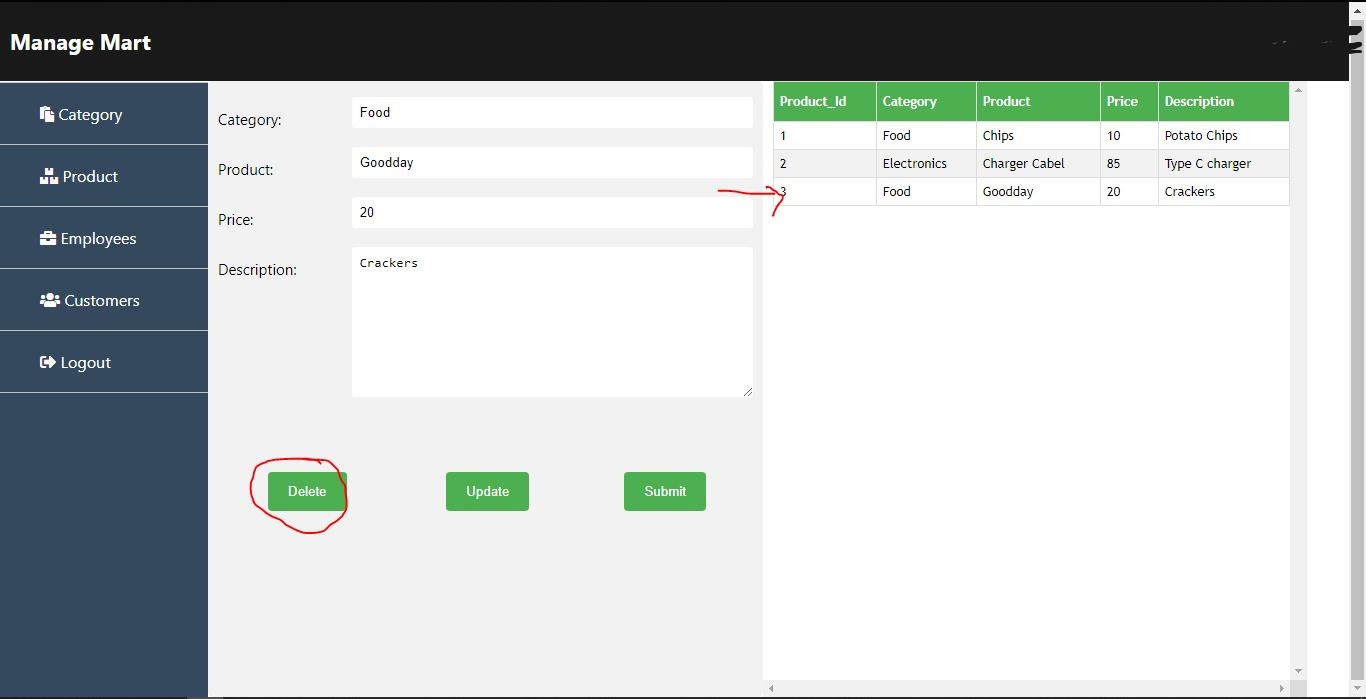 Manage Mart
Category
Product
Employees
Customers
Logout
Category: Food
Product: Goodday
Price: 20
Description: Crackers
Delete Update Submit
Product_Id Category Product Price Description
1 Food Chips 10 Potato Chips
2 Electronics Charger Cabel 85 Type C charger
3 Food Goodday 20 Crackers